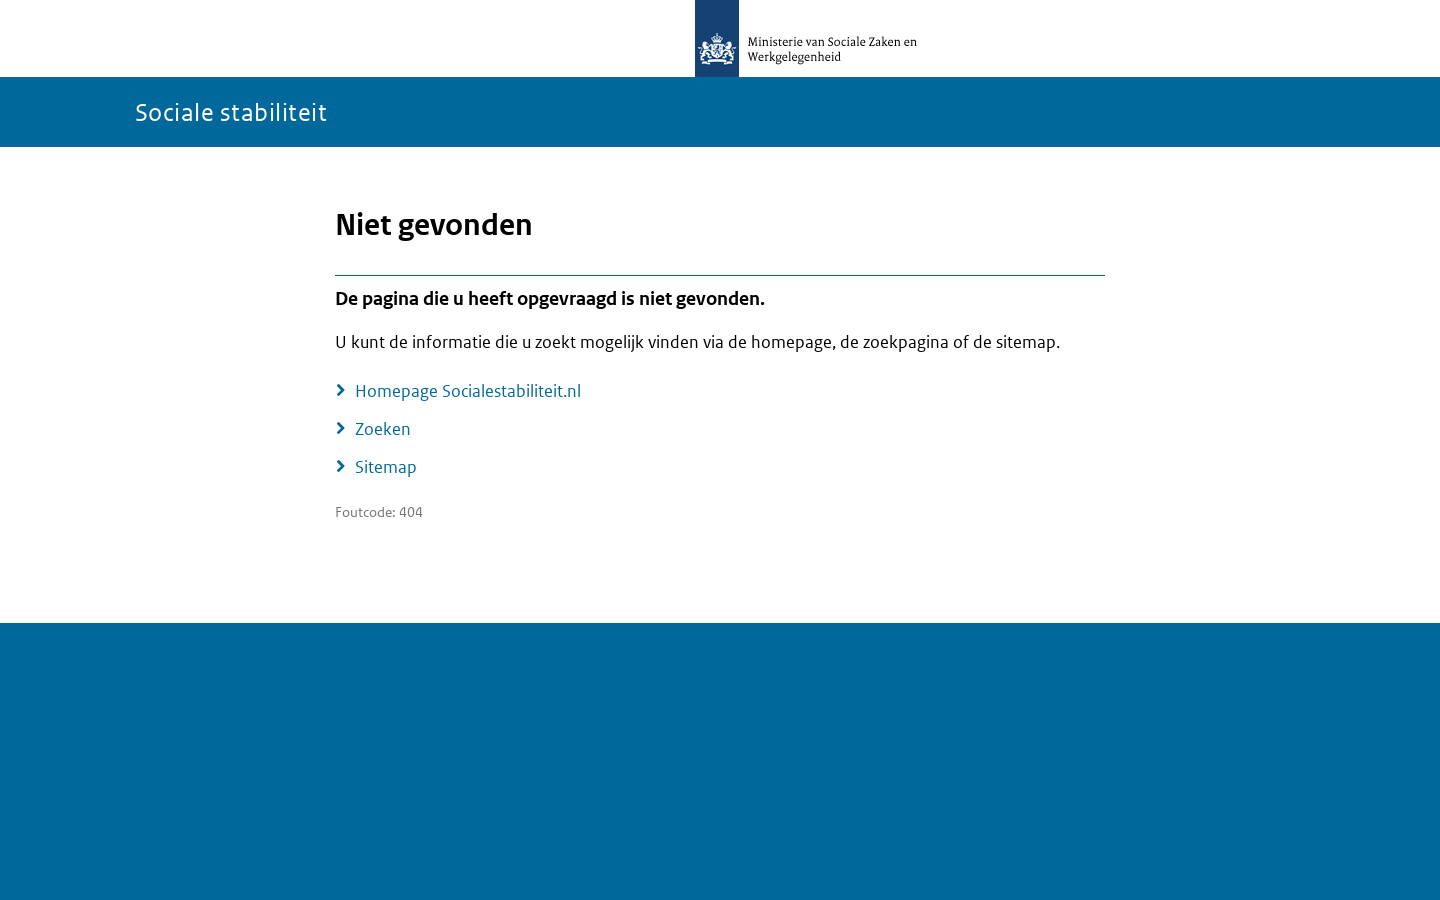 Ministerie van Sociale Zaken en
Werkgelegenheid
Sociale stabiliteit
Niet gevonden
De pagina die u heeft opgevraagd is niet gevonden.
U kunt de informatie die u zoekt mogelijk vinden via de homepage, de zoekpagina of de sitemap.
Homepage Socialestabiliteit.nl
Zoeken
Sitemap
Foutcode: 404